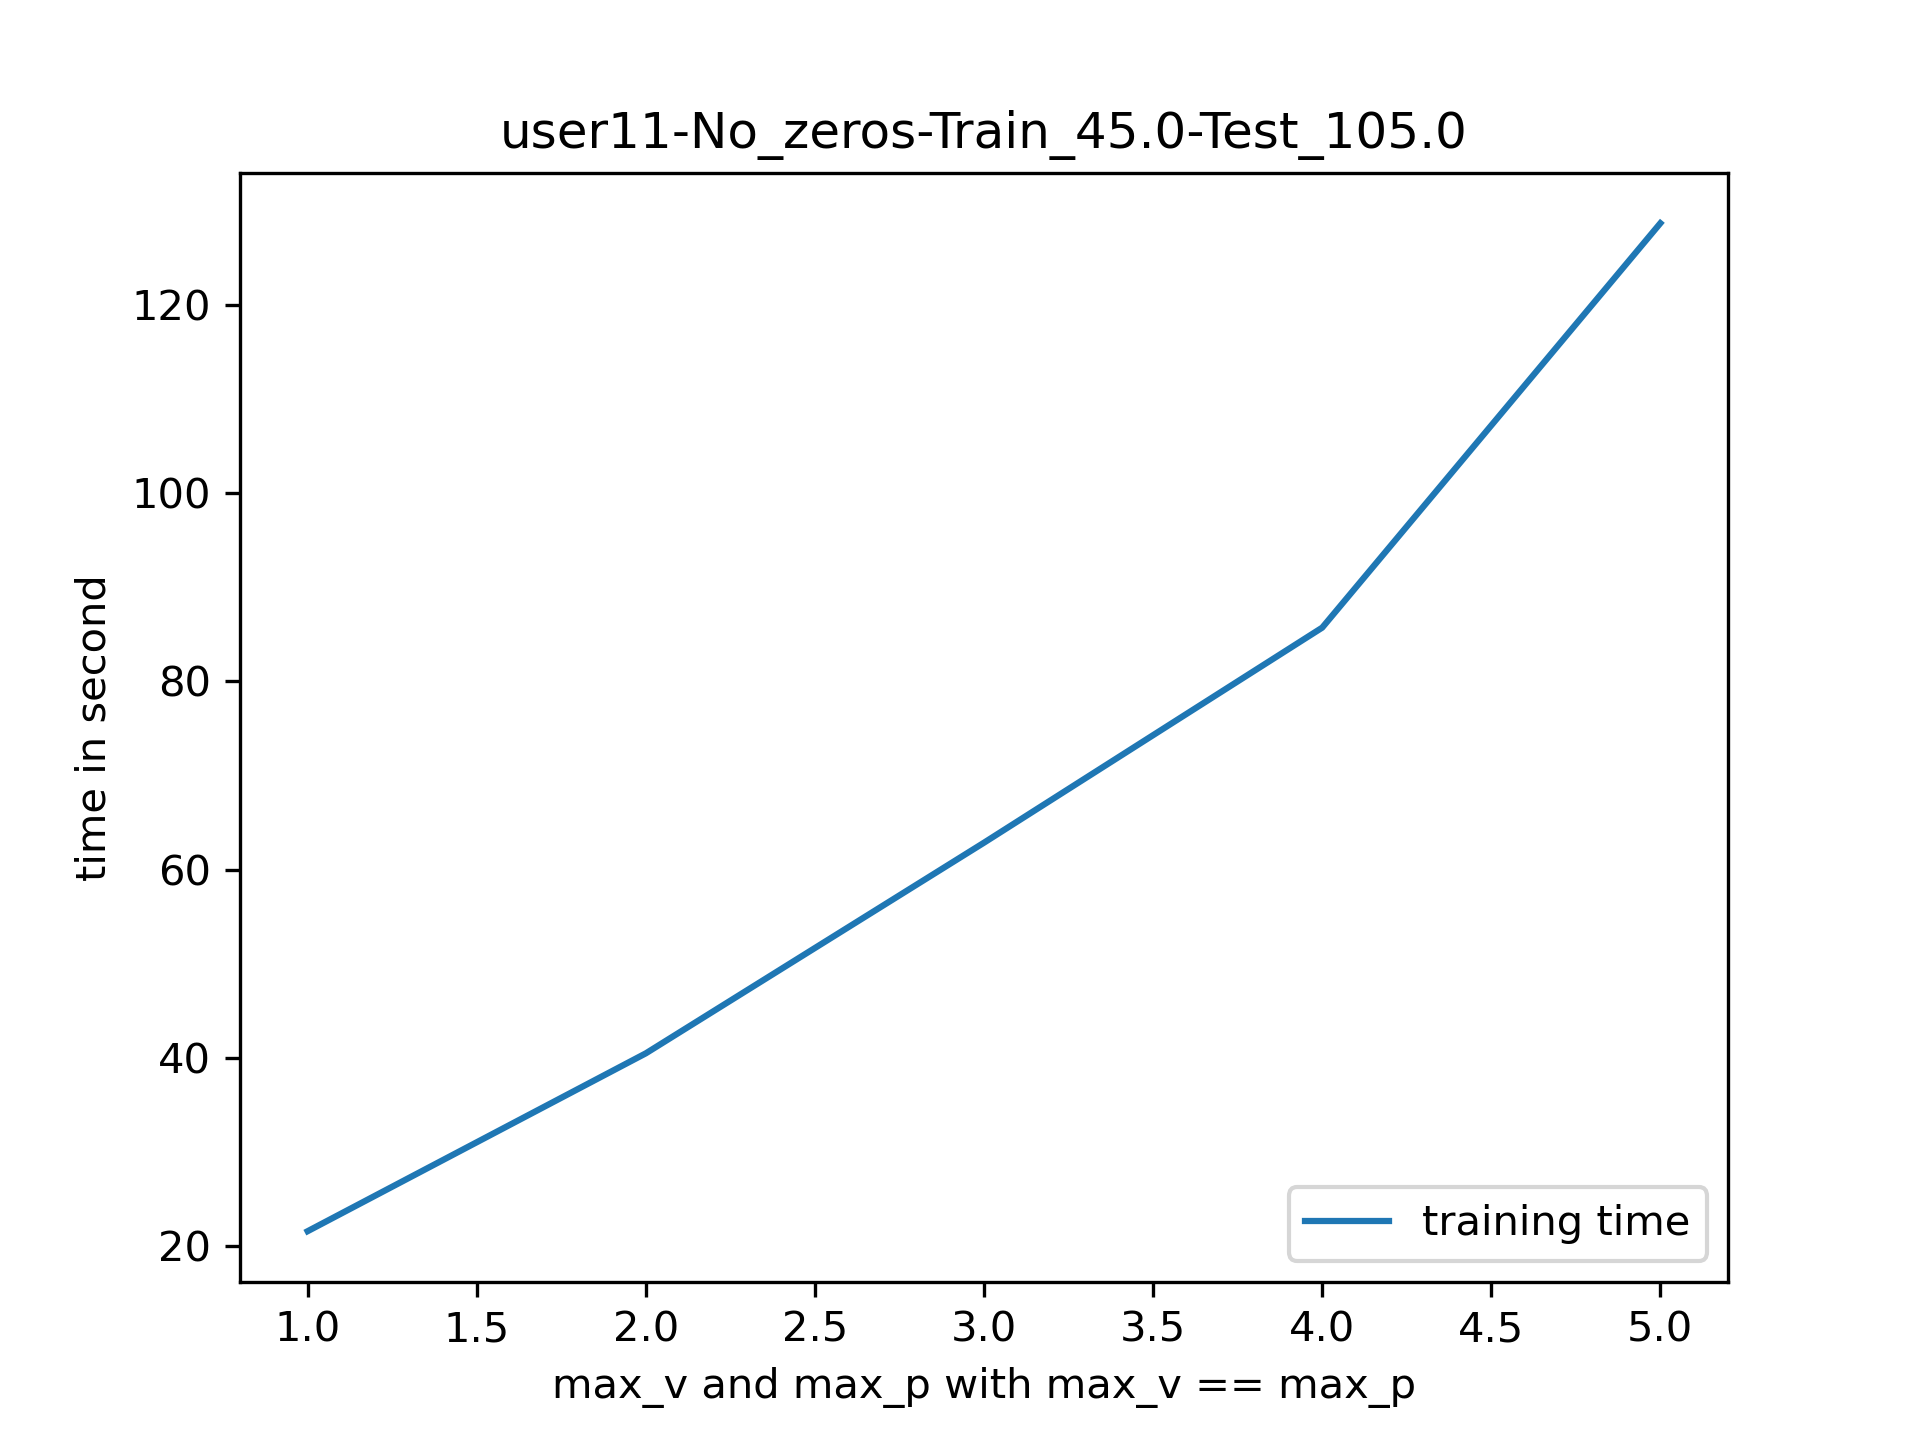 user11-No_zeros-Train_45.0-Test_105.0
time in second
120
100
80
60
40
20
training time
1.0 1.5 2.0 2.5 3.0 3.5 4.0 4.5 5.0
max_v and max_p with max_v == max_p